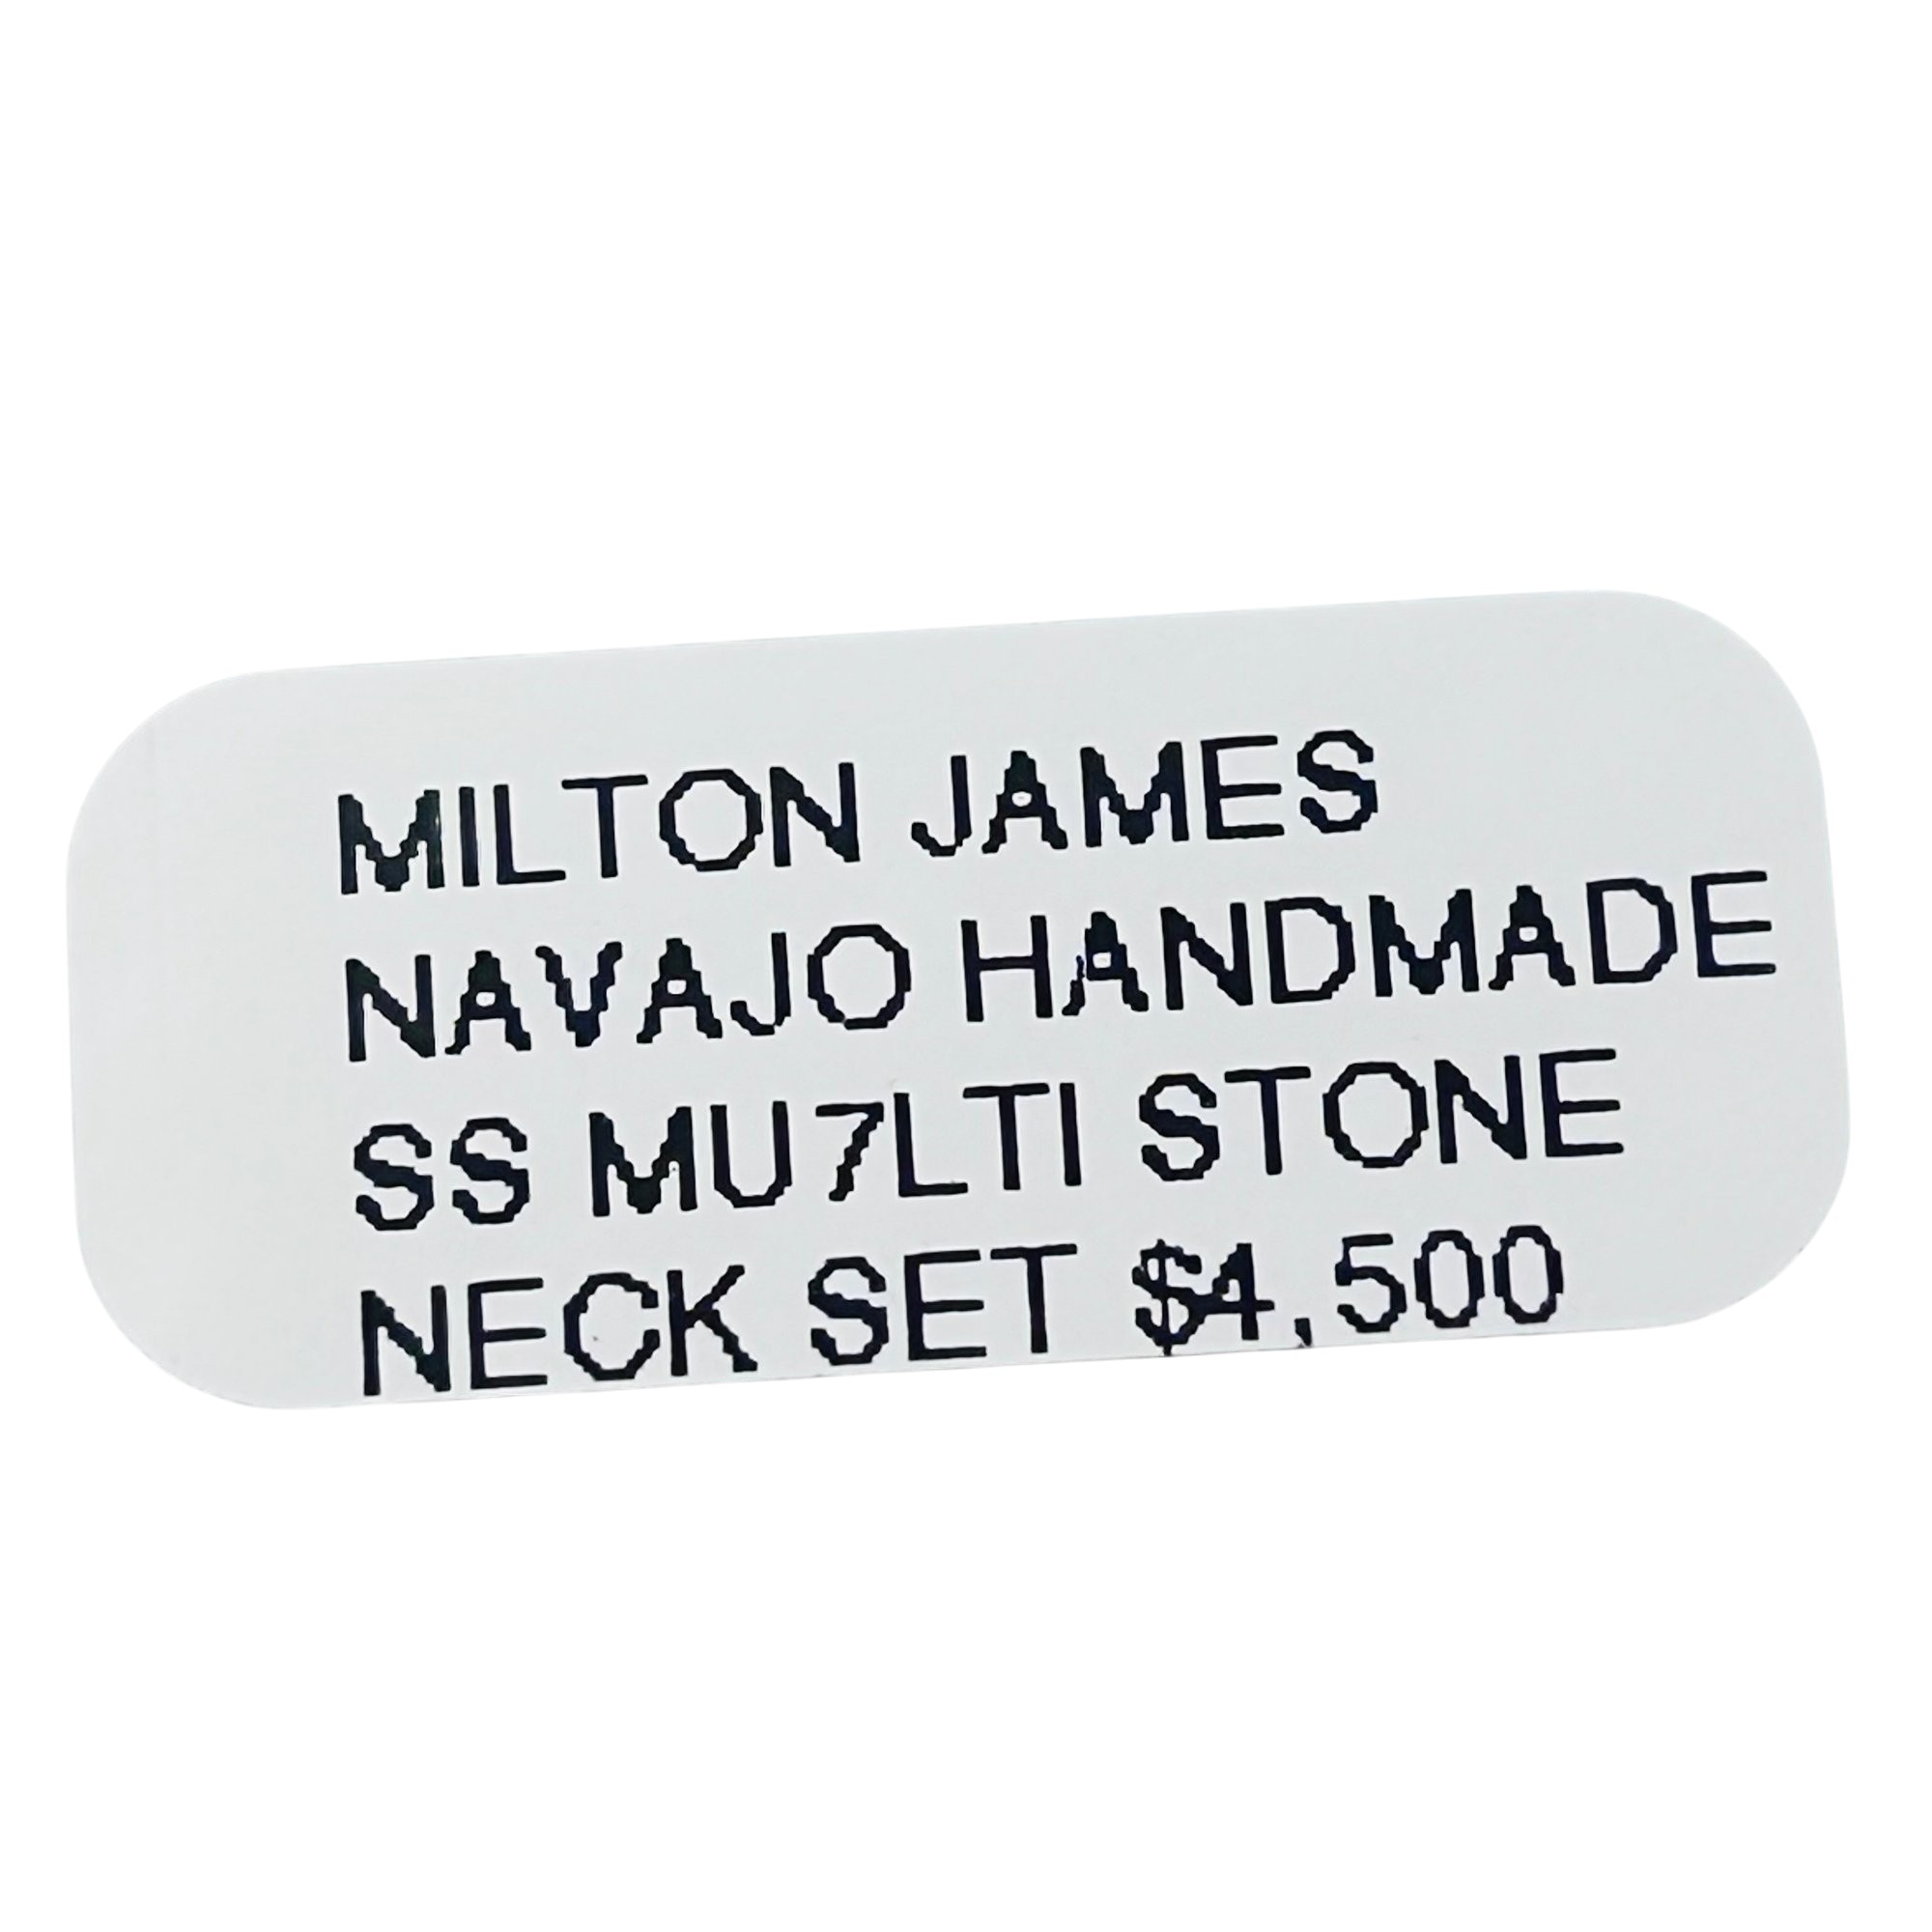 MILTON JAMES
NAVAJO HANDMADE
SS MU7LTI STONE
NECK SET $4,500